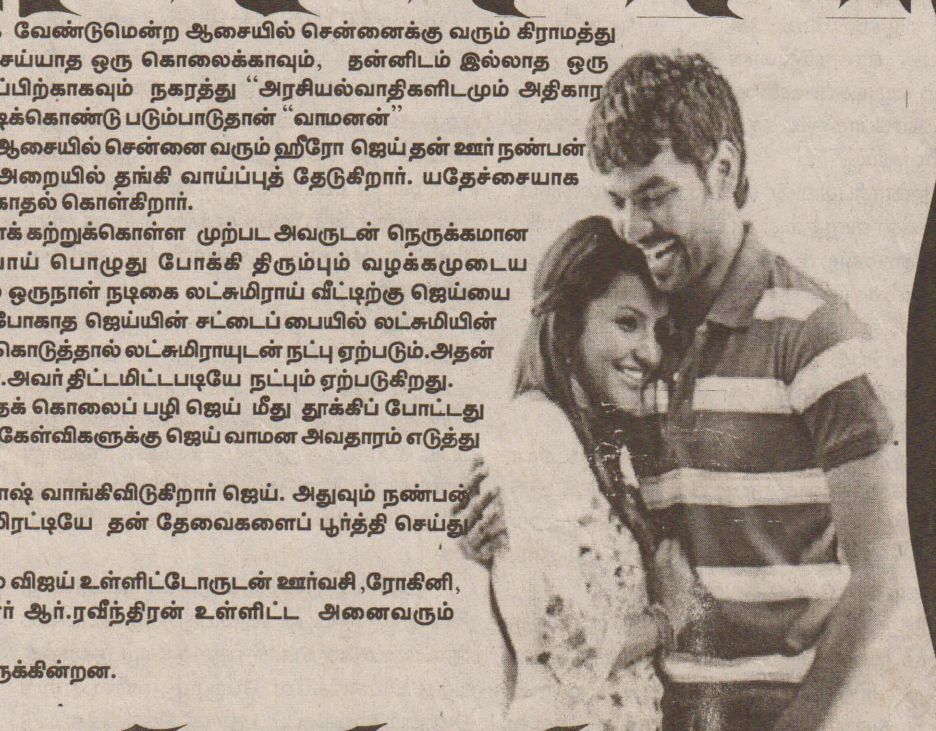 வேண்டுமென்ற ஆசையில் சென்னைக்கு வரும் கிராமத்து
செய்யாத ஒரு கொலைக்காவும், தன்னிடம் இல்லாத ஒரு
ப்பிற்காகவும் நகரத்து “அரசியல்வாதிகளிடமும் அதிகார
க்கொண்டு படும்பாடுதான் “வாமனன்”
ஆசையில் சென்னை வரும் ஹீரோ ஜெய் தன் ஊர் நண்பன்
அறையில் தங்கி வாய்ப்புத் தேடுகிறார். யதேச்சையாக
காதல் கொள்கிறார்.
க் கற்றுக்கொள்ள முற்பட அவருடன் நெருக்கமான
பாய் பொழுது போக்கி திரும்பும் வழக்கமுடைய
ஒருநாள் நடிகை லட்சுமிராய் வீட்டிற்கு ஜெய்யை
போகாத ஜெய்யின் சட்டைப் பையில் லட்சுமியின்
கொடுத்தால் லட்சுமிராயுடன் நட்பு ஏற்படும்.அதன்
.அவர் திட்டமிட்டபடியே நட்பும் ஏற்படுகிறது.
தக் கொலைப் பழி ஜெய் மீது தூக்கிப் போட்டது
கேள்விகளுக்கு ஜெய் வாமன அவதாரம் எடுத்து
ாஷ் வாங்கிவிடுகிறார் ஜெய். அதுவும் நண்பன்
மிரட்டியே தன் தேவைகளைப் பூர்த்தி செய்து
விஜய் உள்ளிட்டோருடன் ஊர்வசி ,ரோகினி,
ர் ஆர்.ரவீந்திரன் உள்ளிட்ட அனைவரும்
ருக்கின்றன.